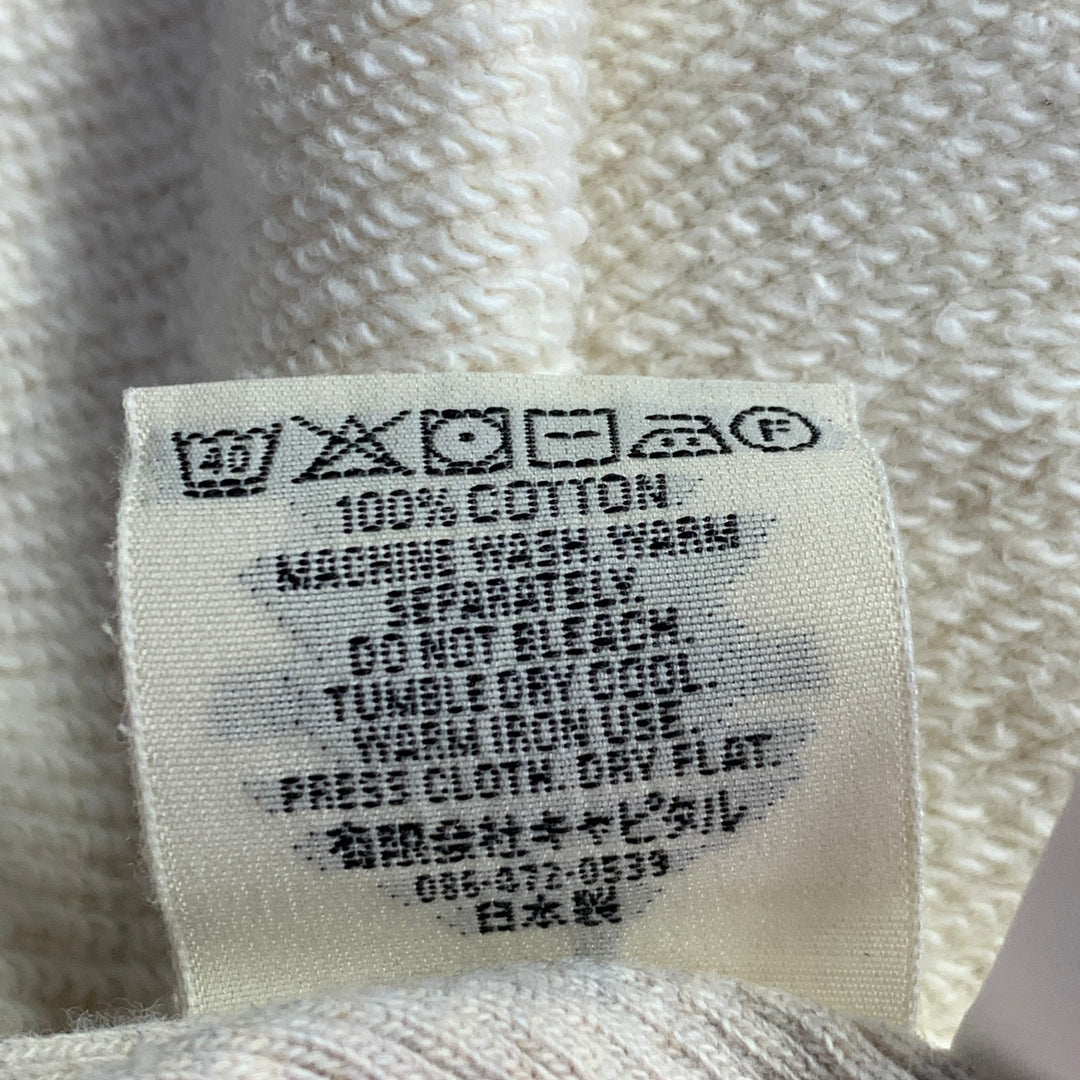 40 F
100% COTTON
MACHINE WASH. WARM
SEPARATELY.
DO NOT BLEACH.
TUMBLE DRY COOL.
WARM IRON USE.
PRESS CLOTH. DRY FLAT.
有限会社キャピタル
086-472-0539
日本製